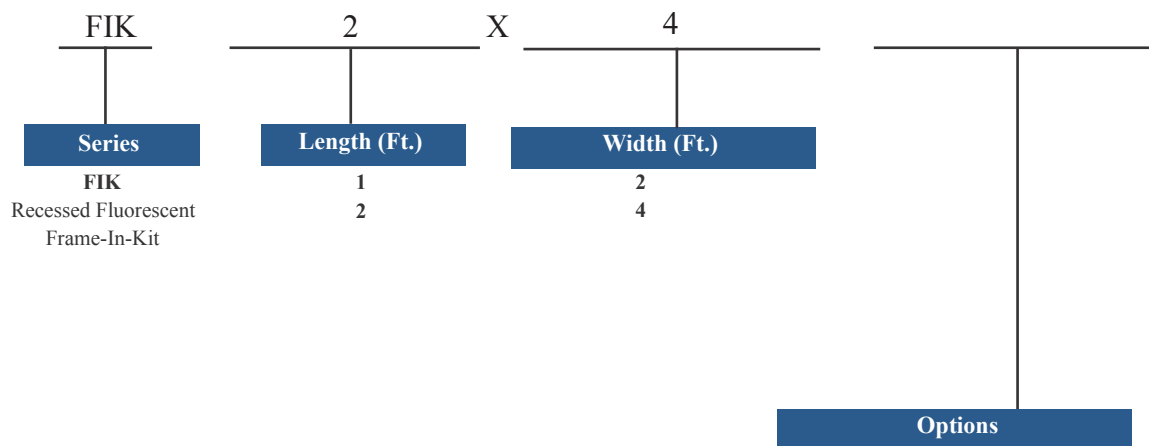 FIK 2 X 4
Series Length (Ft.) Width (Ft.)
FIK 1 2
Recessed Fluorescent 2 4
Frame-In-Kit
Options